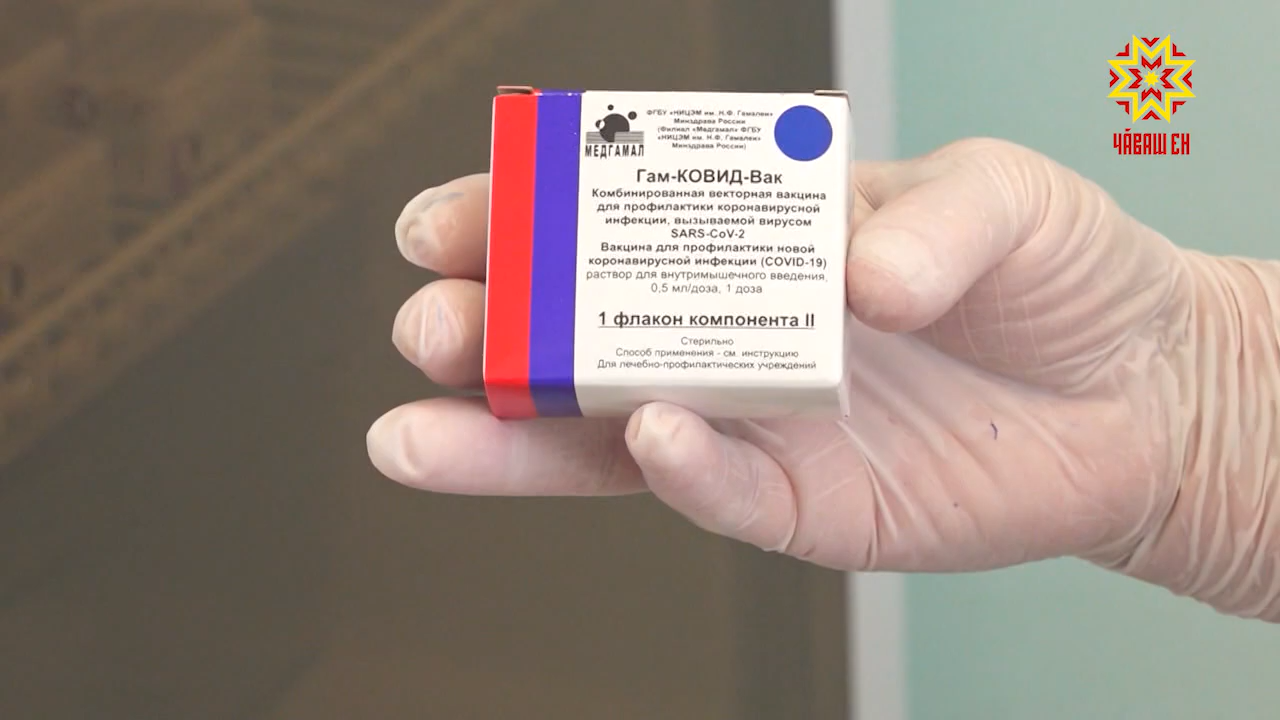 ЧӐВАШ ЕН
МЕДГАМАЛ
ФГБУ «НИЦЭМ им. Н.Ф. Гамалеи»
Минздрава России
(Филиал «Медгамал» ФГБУ
«НИЦЭМ им. Н.Ф. Гамалеи»
Минздрава России)
Гам-КОВИД-Вак
Комбинированная векторная вакцина
для профилактики коронавирусной
инфекции, вызываемой вирусом
SARS-CoV-2
Вакцина для профилактики новой
коронавирусной инфекции (COVID-19)
раствор для внутримышечного введения,
0,5 мл/доза, 1 доза
1 флакон компонента II
Стерильно
Способ применения - см. инструкцию
Для лечебно-профилактических учреждений